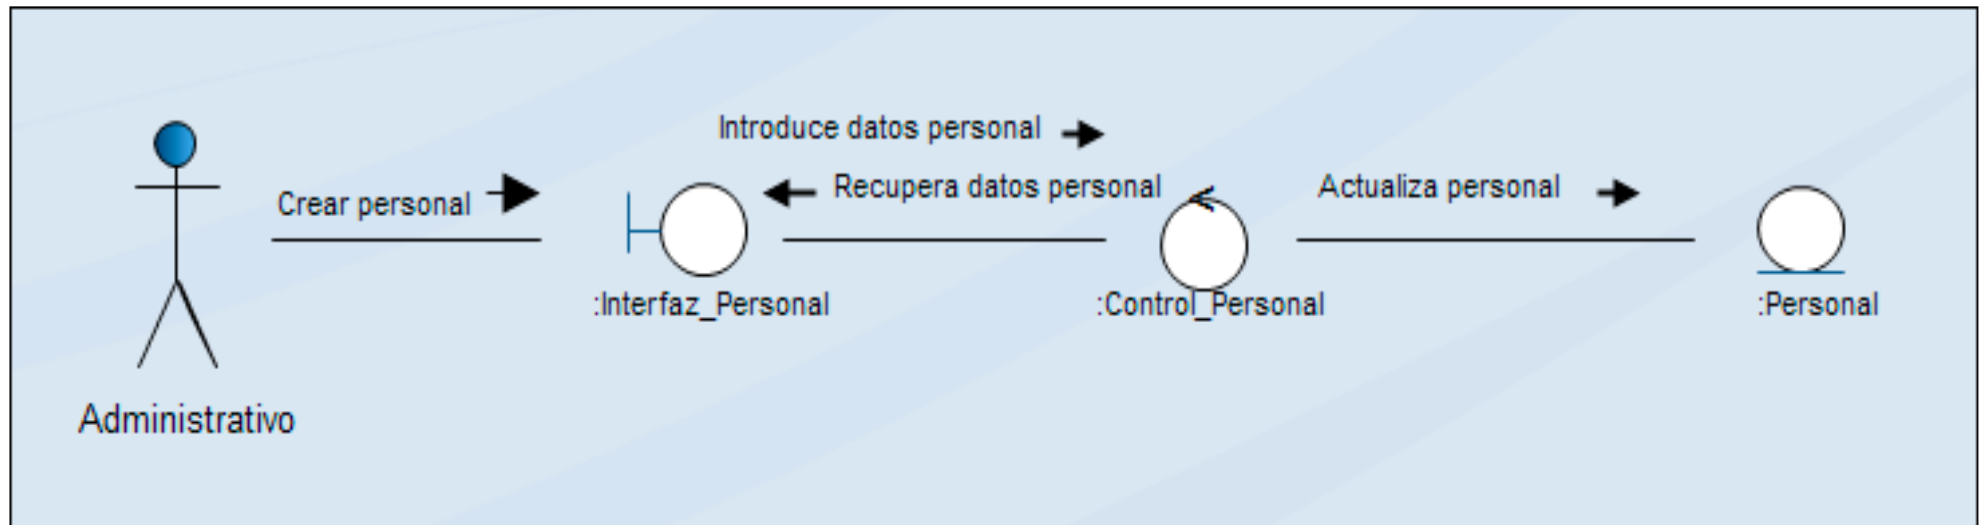 Introduce datos personal
Crear personal
Recupera datos personal
Actualiza personal
:Interfaz_Personal
:Control_Personal
:Personal
Administrativo